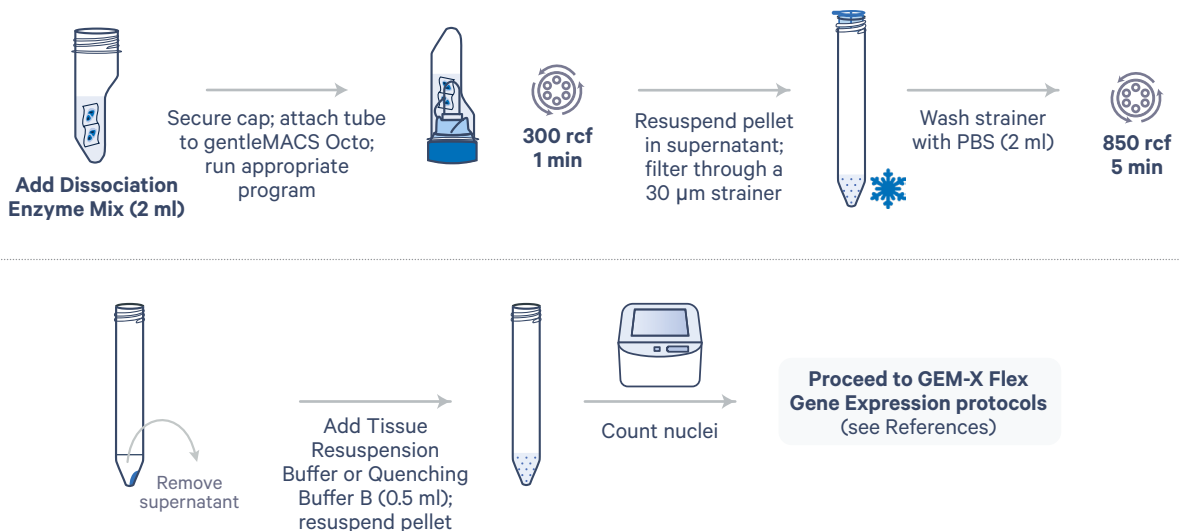 Add Dissociation
Enzyme Mix (2 ml)
Secure cap; attach tube
to gentleMACS Octo;
run appropriate
program
300 rcf
1 min
Resuspend pellet
in supernatant;
filter through a
30 µm strainer
Wash strainer
with PBS (2 ml)
850 rcf
5 min
Remove
supernatant
Add Tissue
Resuspension
Buffer or Quenching
Buffer B (0.5 ml);
resuspend pellet
Count nuclei
Proceed to GEM-X Flex
Gene Expression protocols
(see References)